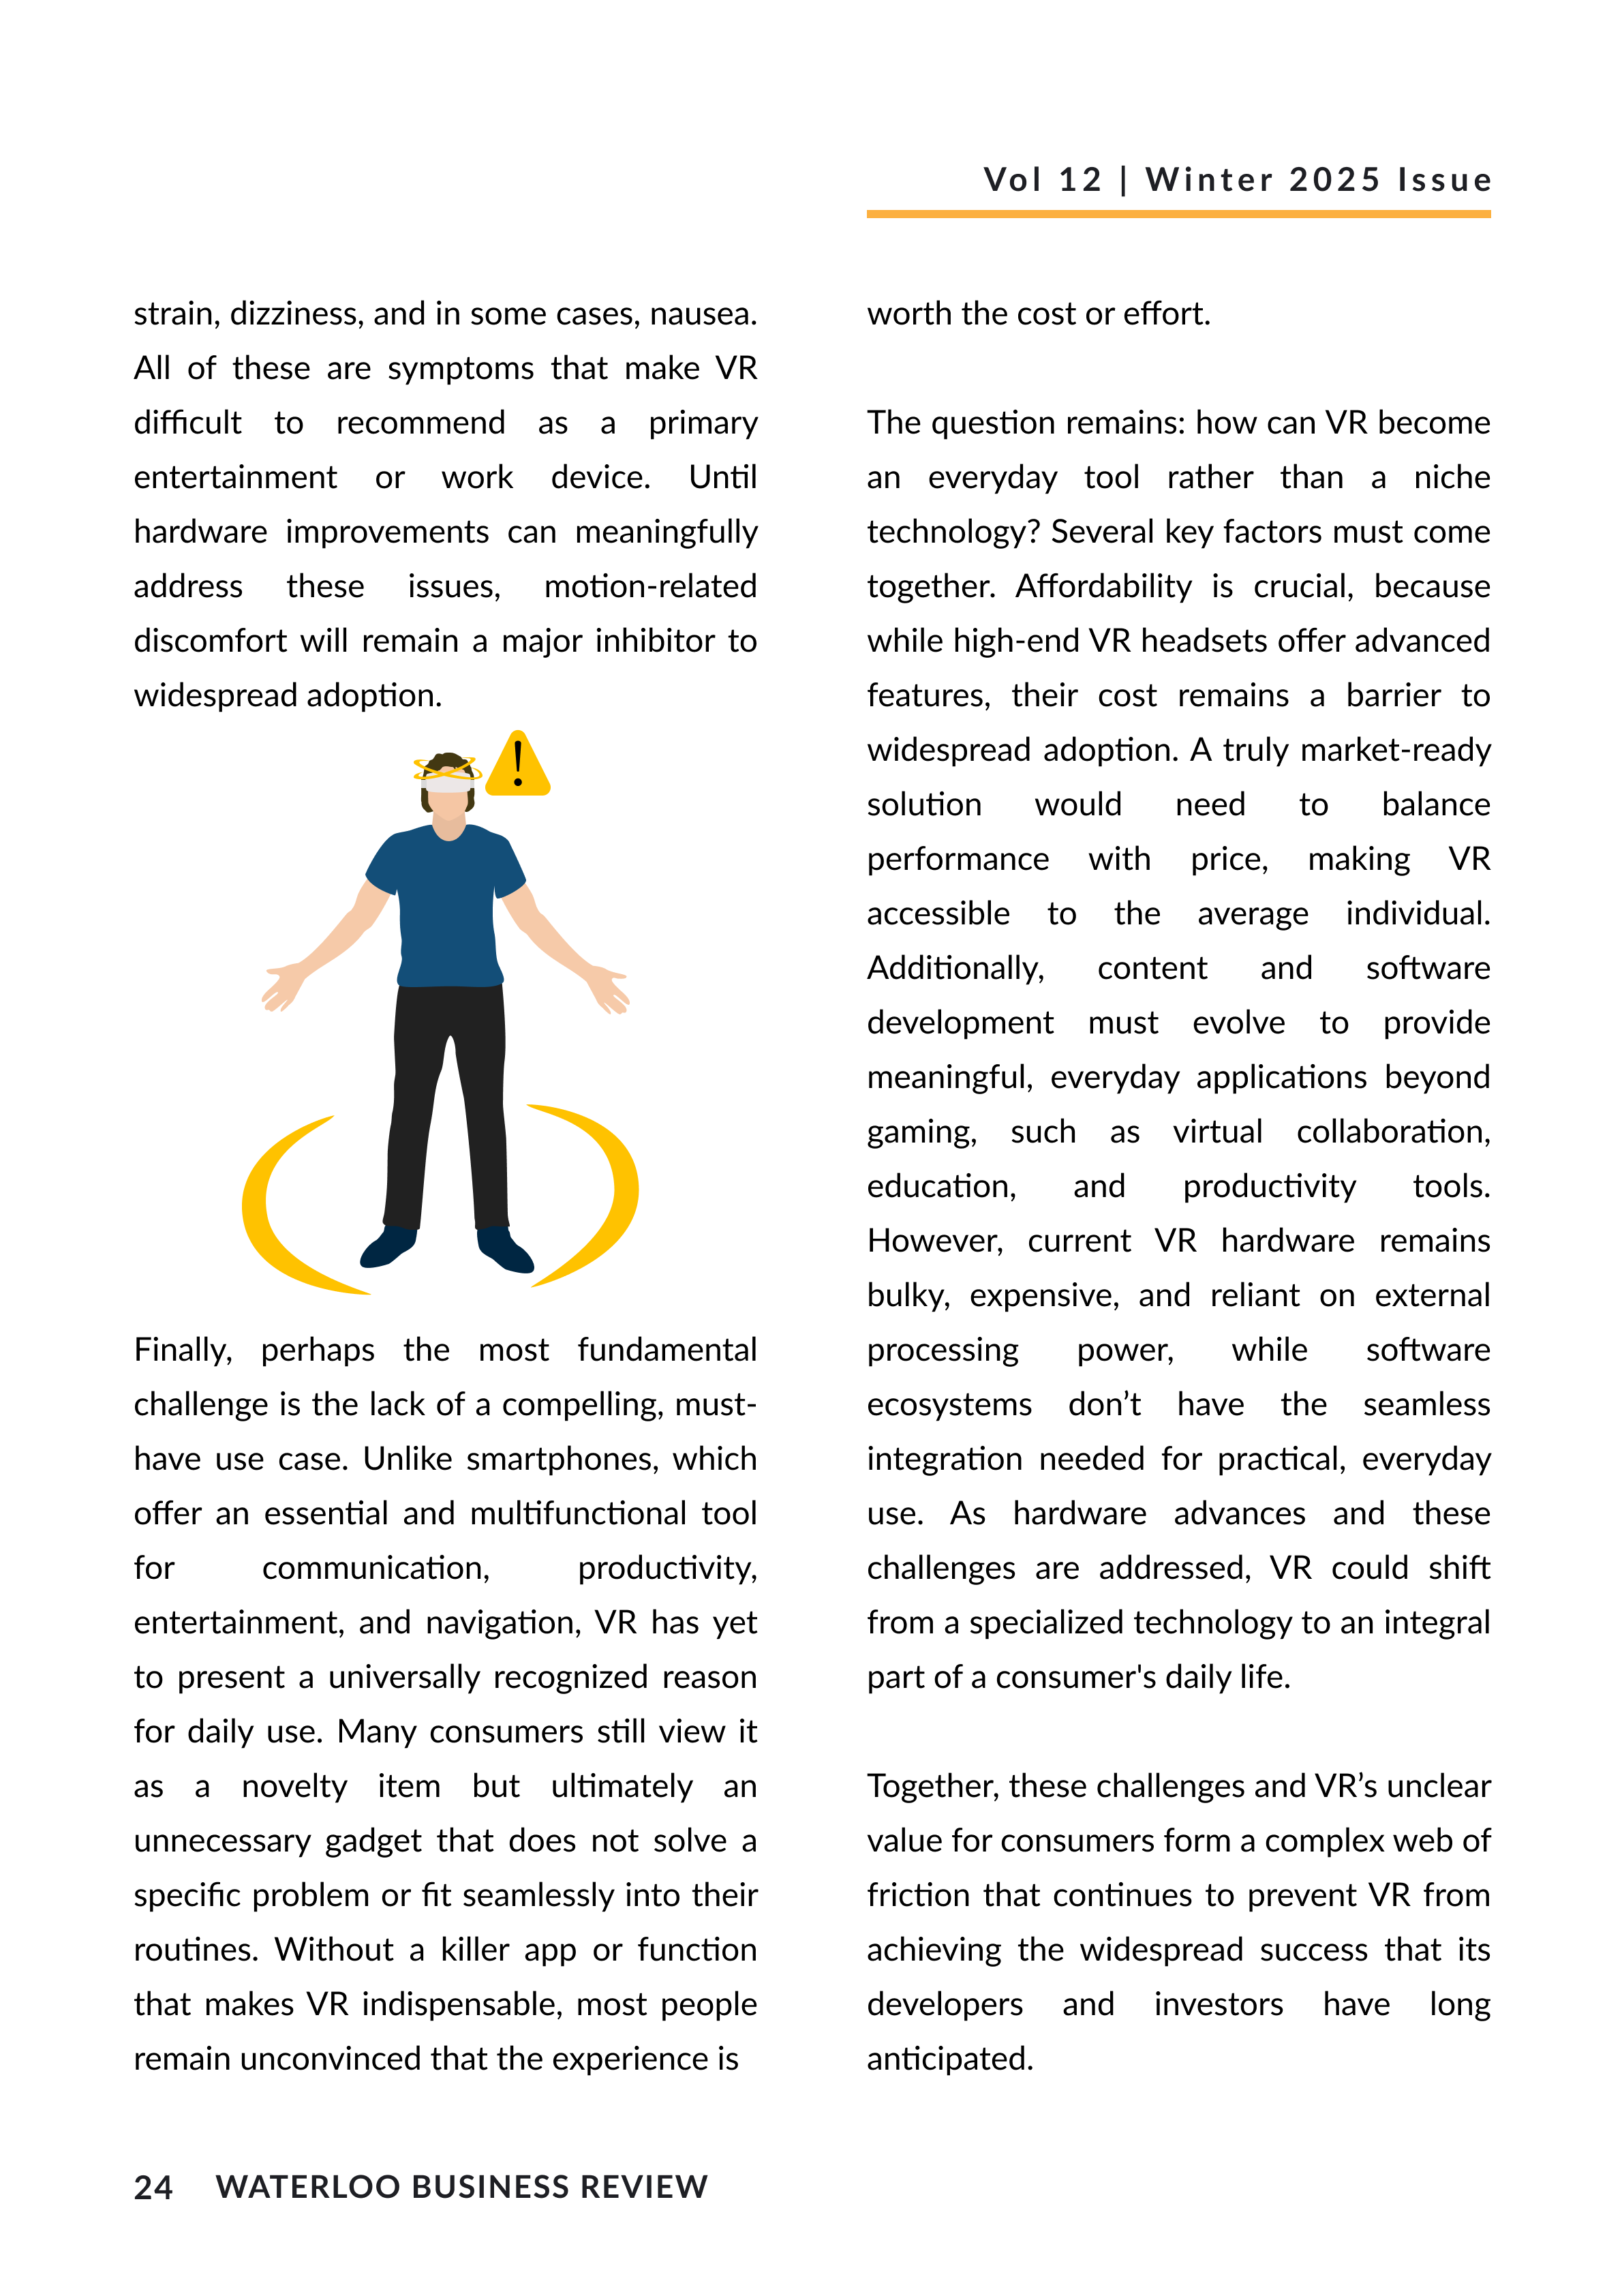 Vol 12 | Winter 2025 Issue
strain, dizziness, and in some cases, nausea.
All of these are symptoms that make VR
difficult to recommend as a primary
entertainment or work device. Until
hardware improvements can meaningfully
address these issues, motion-related
discomfort will remain a major inhibitor to
widespread adoption.
!
Finally, perhaps the most fundamental
challenge is the lack of a compelling, must-
have use case. Unlike smartphones, which
offer an essential and multifunctional tool
for communication, productivity,
entertainment, and navigation, VR has yet
to present a universally recognized reason
for daily use. Many consumers still view it
as a novelty item but ultimately an
unnecessary gadget that does not solve a
specific problem or fit seamlessly into their
routines. Without a killer app or function
that makes VR indispensable, most people
remain unconvinced that the experience is
worth the cost or effort.
The question remains: how can VR become
an everyday tool rather than a niche
technology? Several key factors must come
together. Affordability is crucial, because
while high-end VR headsets offer advanced
features, their cost remains a barrier to
widespread adoption. A truly market-ready
solution would need to balance
performance with price, making VR
accessible to the average individual.
Additionally, content and software
development must evolve to provide
meaningful, everyday applications beyond
gaming, such as virtual collaboration,
education, and productivity tools.
However, current VR hardware remains
bulky, expensive, and reliant on external
processing power, while software
ecosystems don’t have the seamless
integration needed for practical, everyday
use. As hardware advances and these
challenges are addressed, VR could shift
from a specialized technology to an integral
part of a consumer's daily life.
Together, these challenges and VR’s unclear
value for consumers form a complex web of
friction that continues to prevent VR from
achieving the widespread success that its
developers and investors have long
anticipated.
24 WATERLOO BUSINESS REVIEW